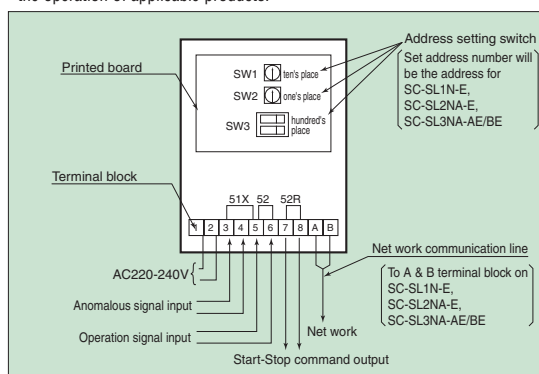 the operation of applicable products.
Address setting switch
Set address number will
be the address for
SC-SL1N-E,
SC-SL2NA-E,
SC-SL3NA-AE/BE
Printed board
SW1 ten's place
SW2 one's place
SW3 hundred's
place
Terminal block
51X 52 52R
1 2 3 4 5 6 7 8 A B
Net work communication line
To A & B terminal block on
SC-SL1N-E,
SC-SL2NA-E,
SC-SL3NA-AE/BE
AC220-240V
Anomalous signal input
Operation signal input
Net work
Start-Stop command output